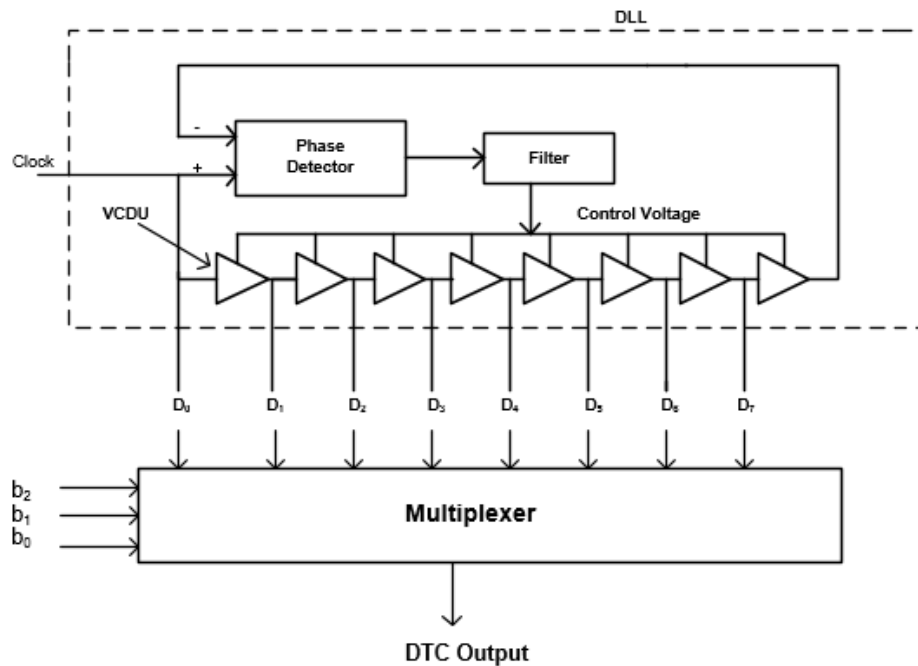 DLL
-
Phase
Detector
Filter
Clock
+
VCDU
Control Voltage
D₀ D₁ D₂ D₃ D₄ D₅ D₆ D₇
b₂
b₁
b₀
Multiplexer
DTC Output